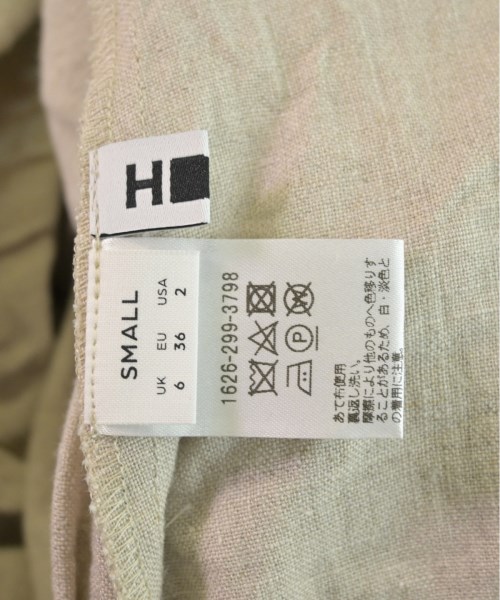 H
SMALL
UK EU USA
6 36 2
1626-299-3798
P W
あて布使用
裏返し洗い。
摩擦により他のものへ色移りす
ることがあるため、白・淡色と
の着用に注意。